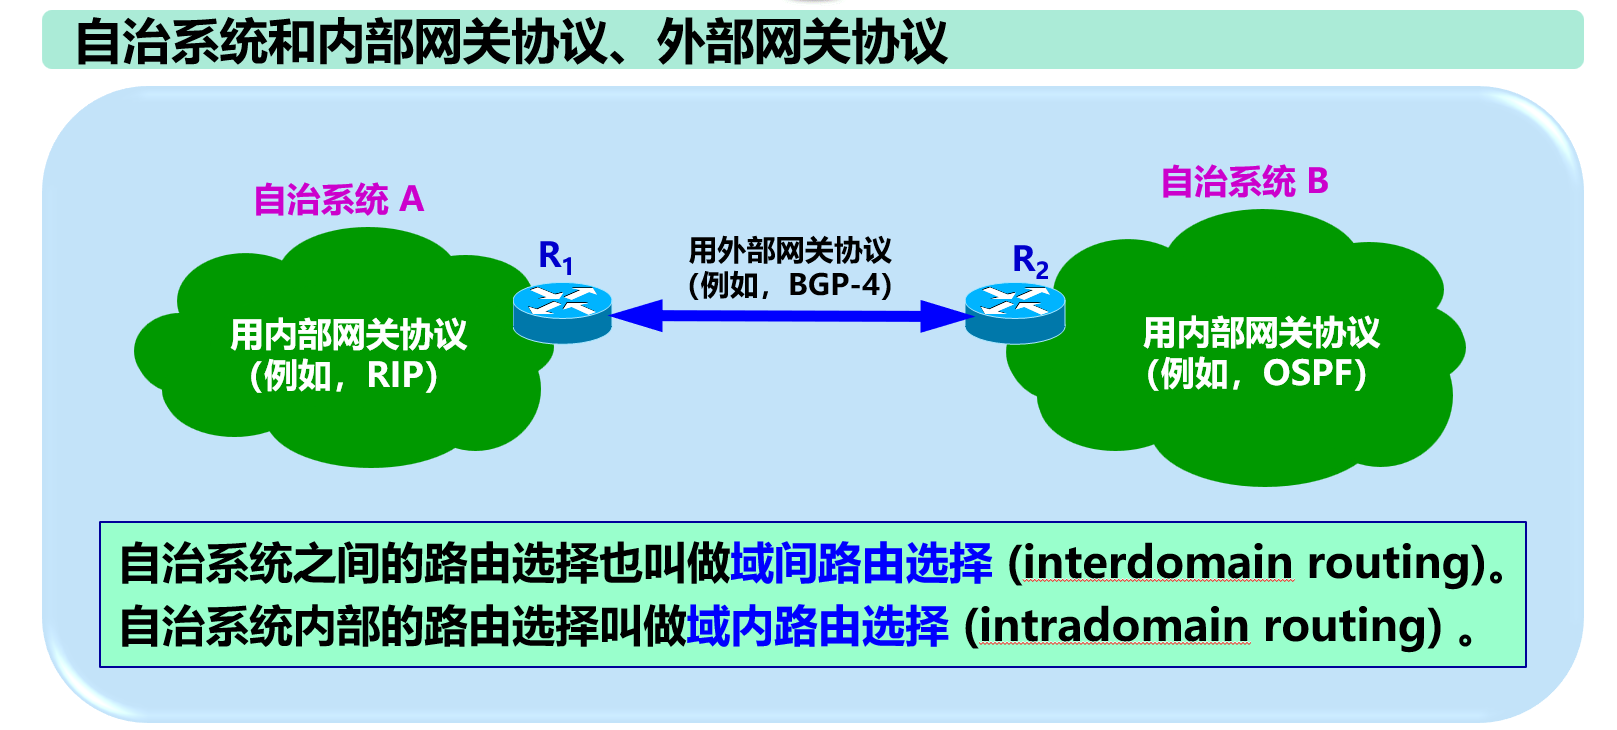 自治系统和内部网关协议、外部网关协议
自治系统 A
自治系统 B
R1
用外部网关协议
（例如，BGP-4）
R2
用内部网关协议
（例如，RIP）
用内部网关协议
（例如，OSPF）
自治系统之间的路由选择也叫做域间路由选择 (interdomain routing)。
自治系统内部的路由选择叫做域内路由选择 (intradomain routing) 。